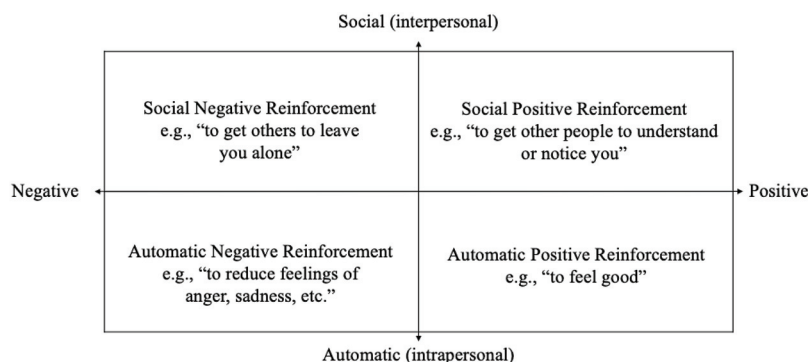 Social (interpersonal)
Social Negative Reinforcement
e.g., “to get others to leave
you alone”
Social Positive Reinforcement
e.g., “to get other people to understand
or notice you”
Negative
Positive
Automatic Negative Reinforcement
e.g., “to reduce feelings of
anger, sadness, etc.”
Automatic Positive Reinforcement
e.g., “to feel good”
Automatic (intrapersonal)